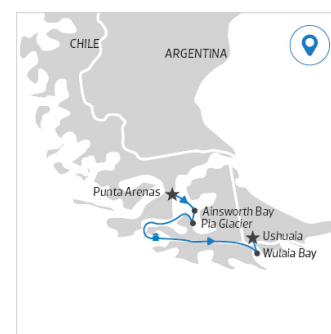 CHILE
ARGENTINA
Punta Arenas
Ainsworth Bay
Pia Glacier
Ushuaia
Wulaia Bay